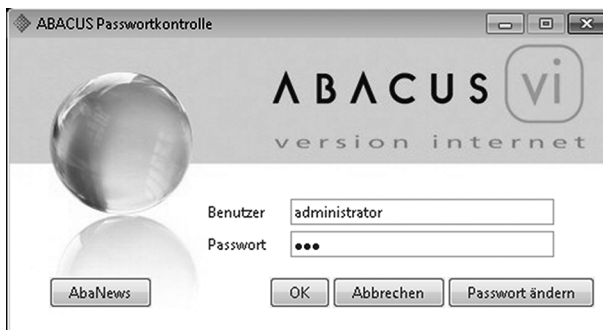 ABACUS Passwortkontrolle
ABACUS vi
version internet
Benutzer administrator
Passwort •••
AbaNews OK Abbrechen Passwort ändern